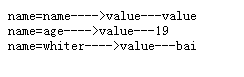 name=name---->value---value
name=age---->value---19
name=whiter---->value---bai